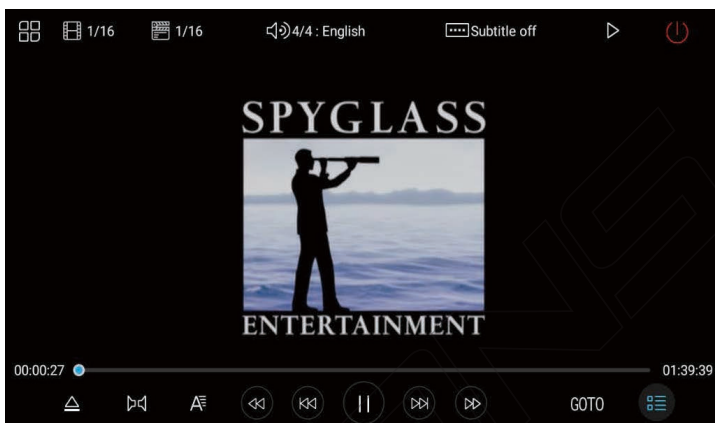 1/16 1/16 4/4 : English Subtitle off
SPYGLASS
ENTERTAINMENT
00:00:27 01:39:39
A GOTO